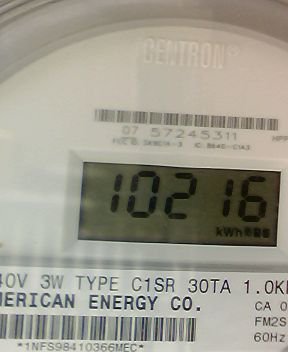 CENTRON®
07 57245311
10216
kWh
40V 3W TYPE C1SR 30TA 1.0K
MERICAN ENERGY CO.
CA 0
FM2S
60Hz
*1NFS98410366MEC*